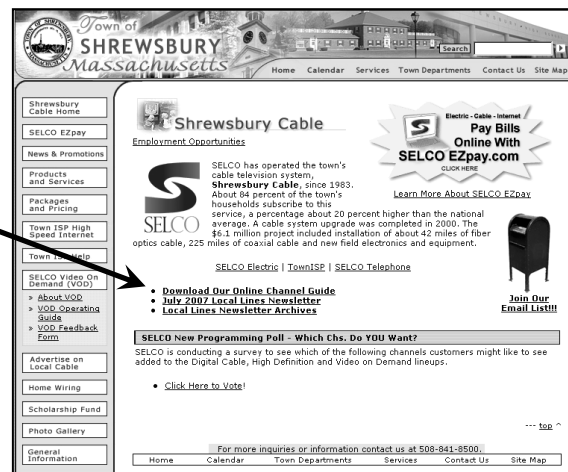 Town of
SHREWSBURY
Massachusetts
Search
Home Calendar Services Town Departments Contact Us Site Map
Shrewsbury
Cable Home
SELCO EZpay
News & Promotions
Products
and Services
Packages
and Pricing
Town ISP High
Speed Internet
Town ISP Help
SELCO Video On
Demand (VOD)
» About VOD
» VOD Operating
Guide
» VOD Feedback
Form
Advertise on
Local Cable
Home Wiring
Scholarship Fund
Photo Gallery
General
Information
Shrewsbury Cable
Employment Opportunities
SELCO
SELCO has operated the town's
cable television system,
Shrewsbury Cable, since 1983.
About 84 percent of the town's
households subscribe to this
service, a percentage about 20 percent higher than the national
average. A cable system upgrade was completed in 2000. The
$6.1 million project included installation of about 42 miles of fiber
optics cable, 225 miles of coaxial cable and new field electronics and equipment.
Electric - Cable - Internet
Pay Bills
Online With
SELCO EZpay.com
CLICK HERE
Learn More About SELCO EZpay
Join Our
Email List!!!
SELCO Electric | TownISP | SELCO Telephone
• Download Our Online Channel Guide
• July 2007 Local Lines Newsletter
• Local Lines Newsletter Archives
SELCO New Programming Poll - Which Chs. Do YOU Want?
SELCO is conducting a survey to see which of the following channels customers might like to see
added to the Digital Cable, High Definition and Video on Demand lineups.
• Click Here to Vote!
--- top ^
For more inquiries or information contact us at 508-841-8500.
Home Calendar Town Departments Services Contact Us Site Map